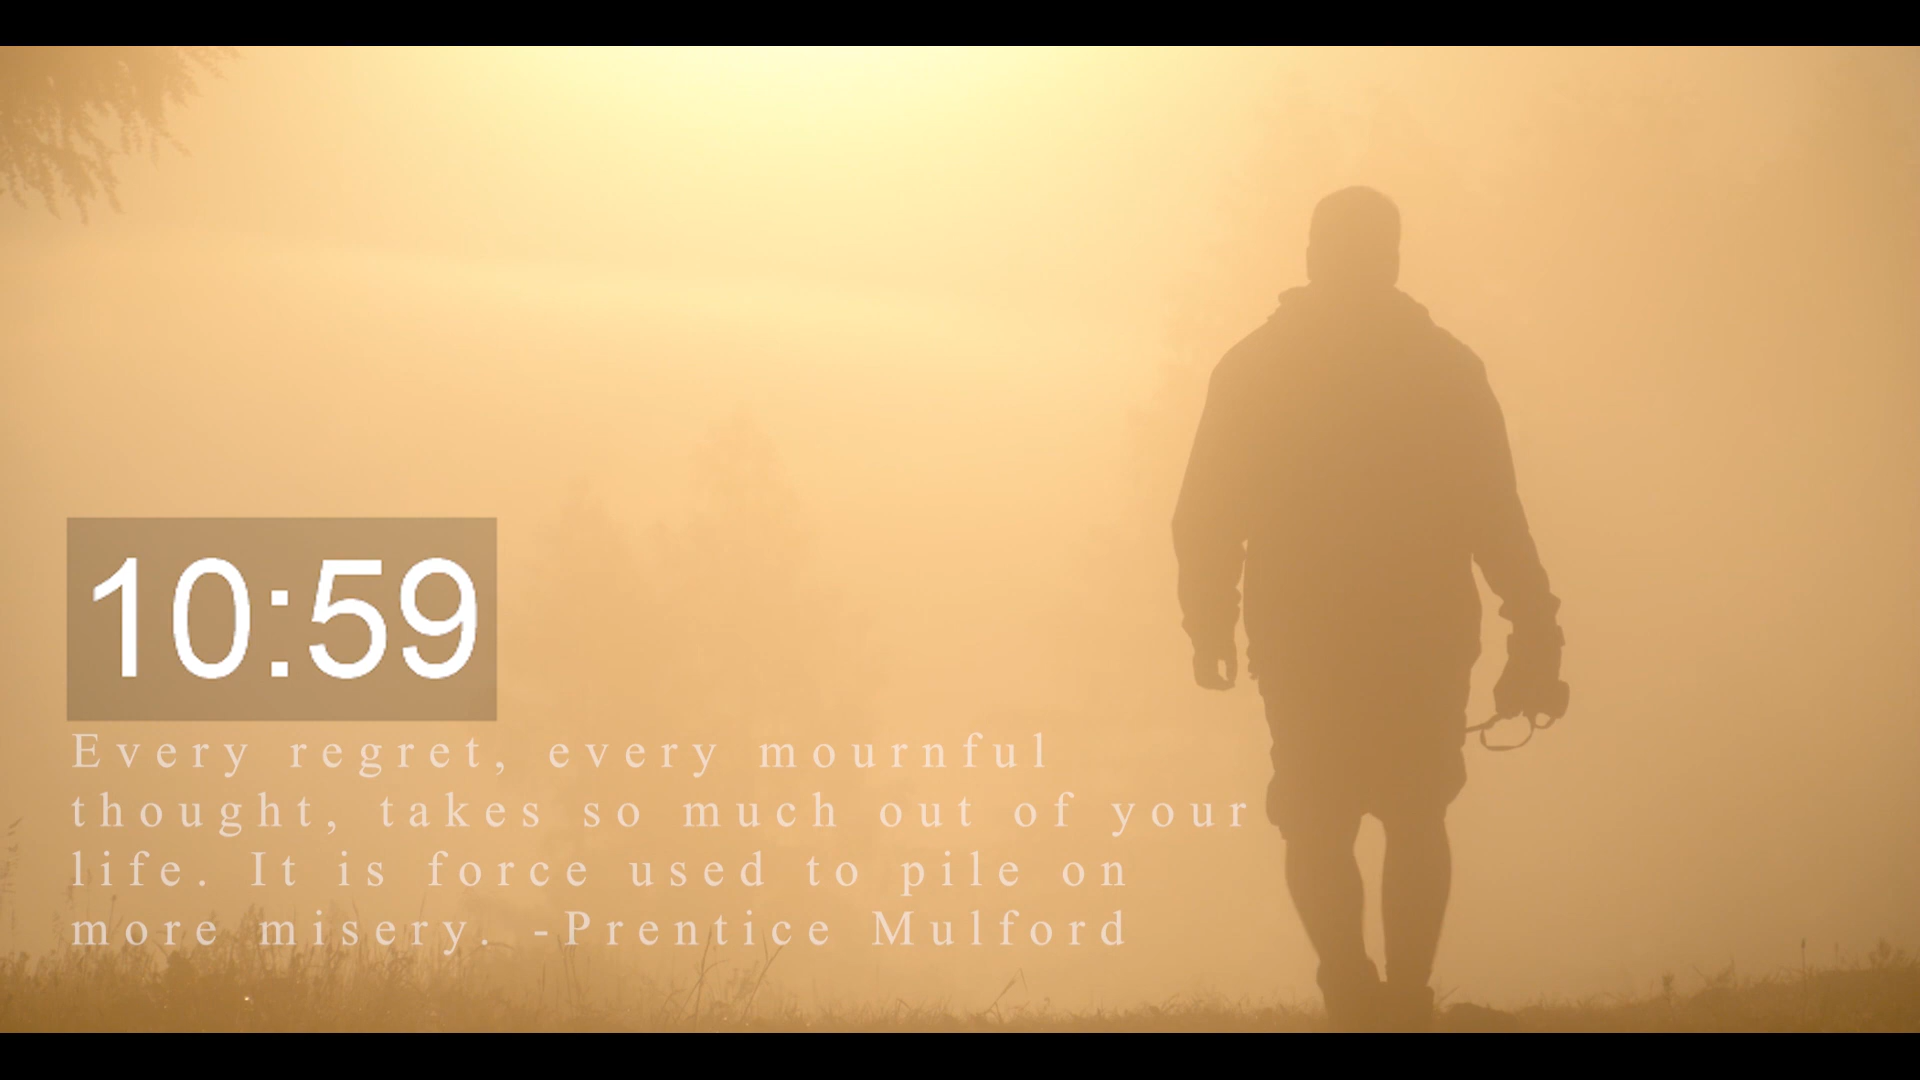 10:59
Every regret, every mournful
thought, takes so much out of your
life. It is force used to pile on
more misery. -Prentice Mulford